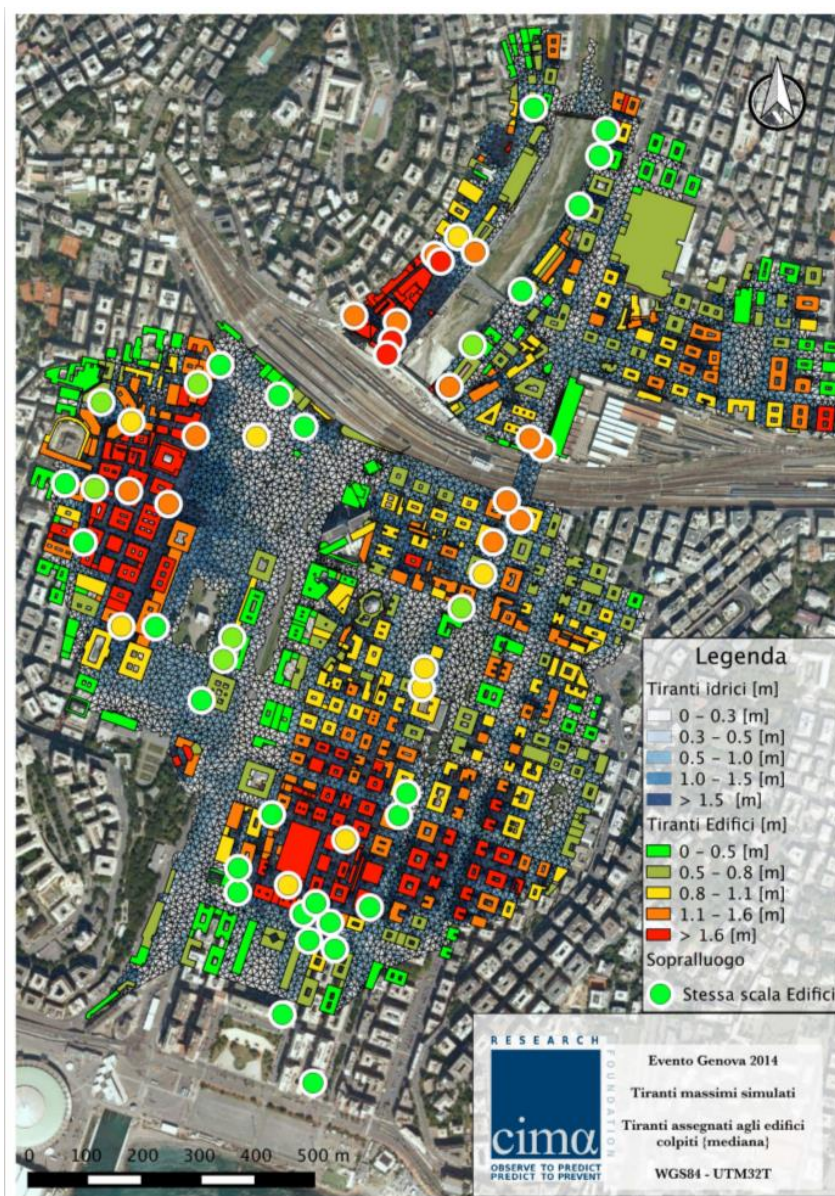 Legenda
Tiranti idrici [m]
0 – 0.3 [m]
0.3 – 0.5 [m]
0.5 – 1.0 [m]
1.0 – 1.5 [m]
> 1.5 [m]
Tiranti Edifici [m]
0 – 0.5 [m]
0.5 – 0.8 [m]
0.8 – 1.1 [m]
1.1 – 1.6 [m]
> 1.6 [m]
Sopralluogo
Stessa scala Edifici
RESEARCH
FOUNDATION
cima
OBSERVE TO PREDICT
PREDICT TO PREVENT
Evento Genova 2014
Tiranti massimi simulati
Tiranti assegnati agli edifici
colpiti (mediana)
WGS84 - UTM32T
0 100 200 300 400 500 m